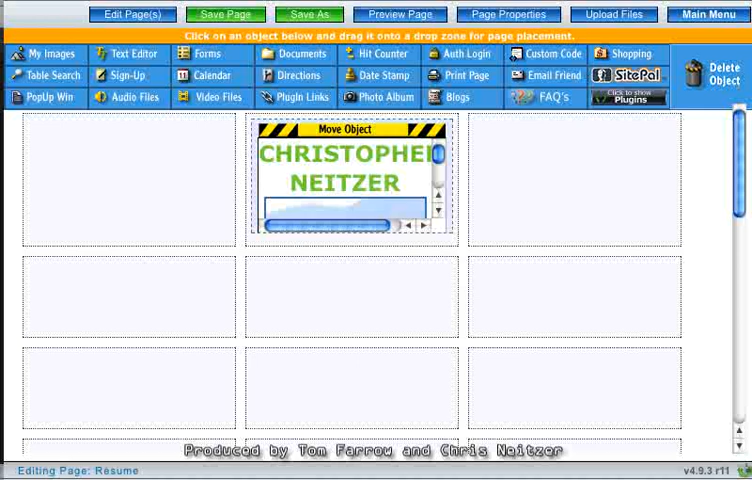 Edit Page(s) Save Page Save As Preview Page Page Properties Upload Files Main Menu
Click on an object below and drag it onto a drop zone for page placement.
My Images Text Editor Forms Documents Hit Counter Auth Login Custom Code Shopping
Table Search Sign-Up Calendar Directions Date Stamp Print Page Email Friend SitePal
PopUp Win Audio Files Video Files Plugin Links Photo Album Blogs FAQ's Click to show Plugins
Delete Object
Move Object
CHRISTOPHE
NEITZER
Produced by Tom Farrow and Chris Neitzer
Editing Page: Resume v4.9.3 r11